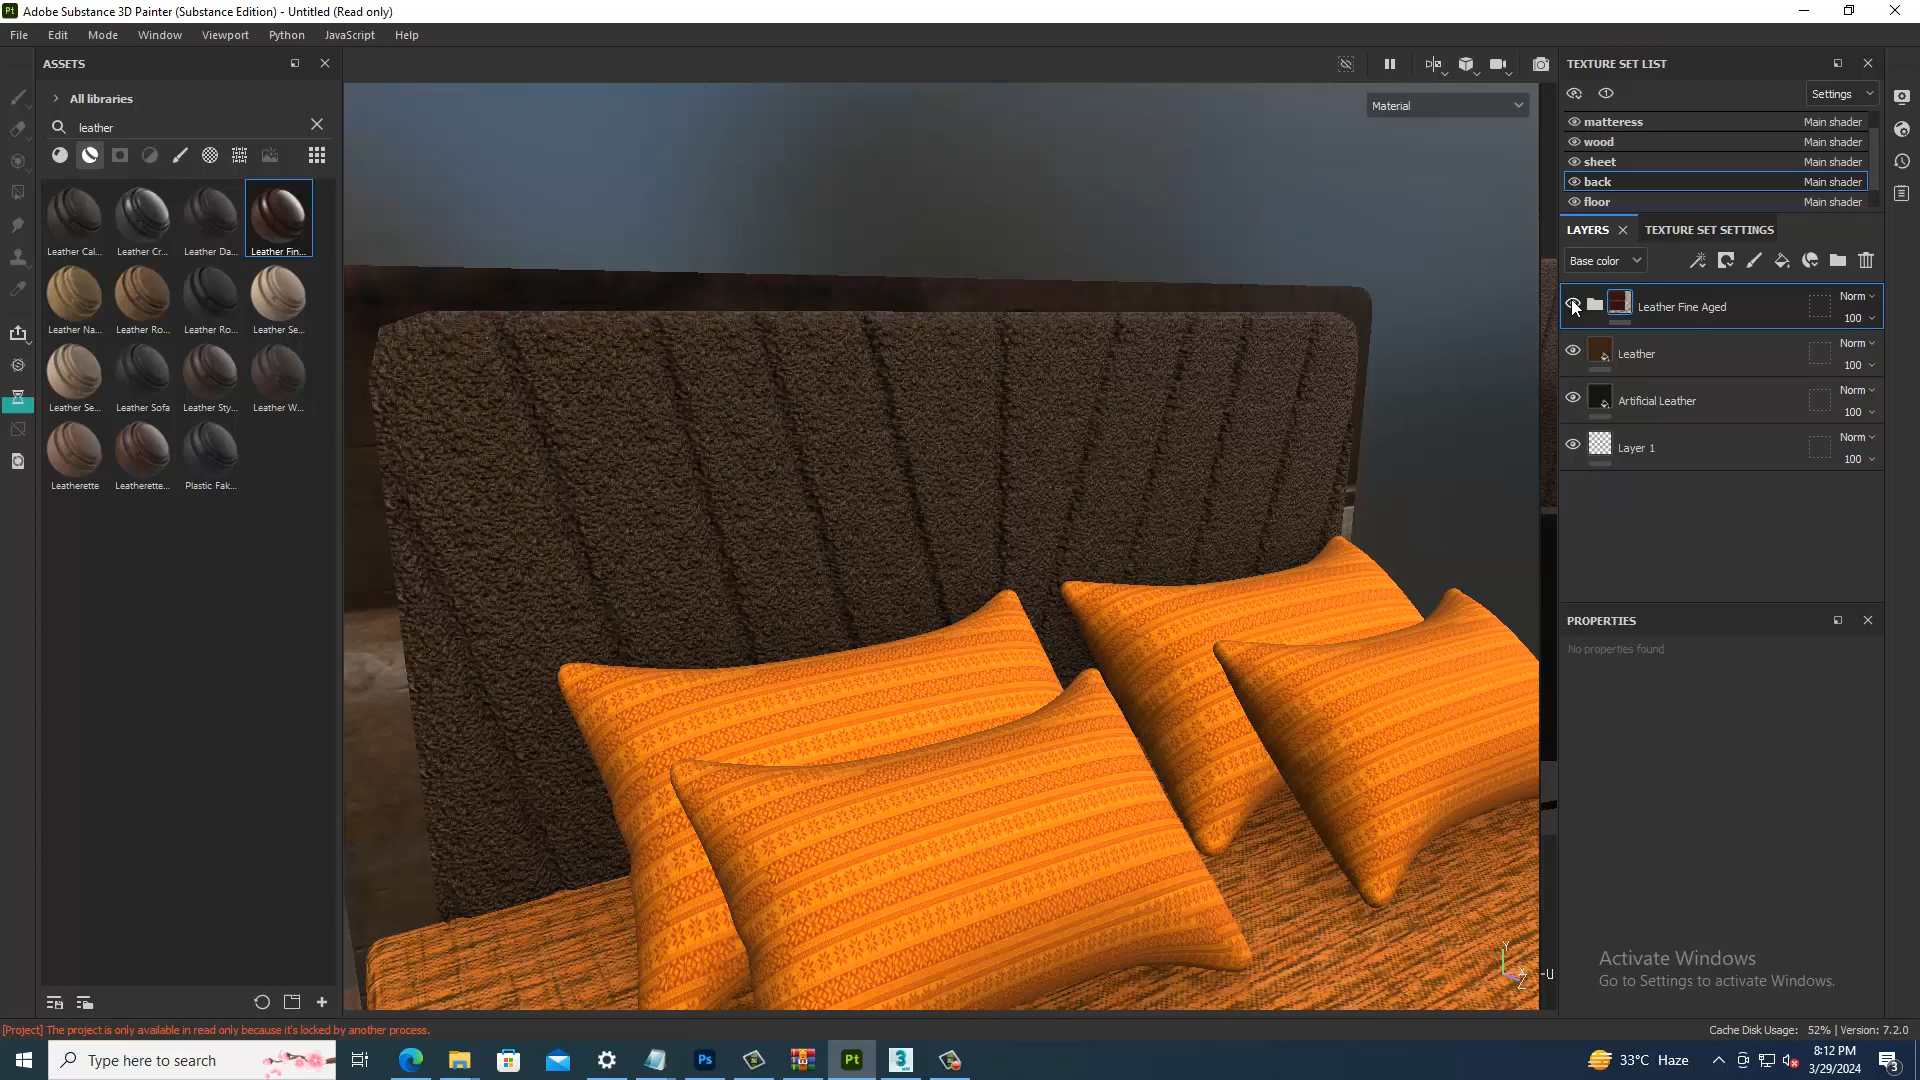 Adobe Substance 3D Painter (Substance Edition) - Untitled (Read only)
File Edit Mode Window Viewport Python JavaScript Help
ASSETS
All libraries
leather
Leather Cal... Leather Cr... Leather Da... Leather Fin...
Leather Na... Leather Ro... Leather Ro... Leather Se...
Leather Se... Leather Sofa Leather Sty... Leather W...
Leatherette Leatherette... Plastic Fak...
Material
TEXTURE SET LIST
Settings
matteress Main shader
wood Main shader
sheet Main shader
back Main shader
floor Main shader
LAYERS TEXTURE SET SETTINGS
Base color
Leather Fine Aged Norm 100
Leather Norm 100
Artificial Leather Norm 100
Layer 1 Norm 100
PROPERTIES
No properties found
Y
Z
-U
Activate Windows
Go to Settings to activate Windows.
[Project] The project is only available in read only because it's locked by another process.
Cache Disk Usage: 52% | Version: 7.2.0
Type here to search
Ps
Pt
3
33°C Haze
8:12 PM
3/29/2024
3